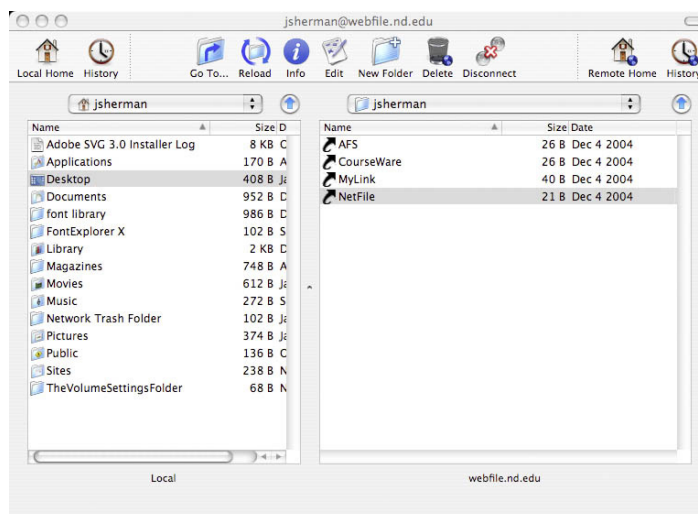 jsherman@webfile.nd.edu
Local Home History Go To... Reload Info Edit New Folder Delete Disconnect Remote Home History
jsherman jsherman
Name Size D Name Size Date
Adobe SVG 3.0 Installer Log 8 KB O AFS 26 B Dec 4 2004
Applications 170 B A CourseWare 26 B Dec 4 2004
Desktop 408 B Ja MyLink 40 B Dec 4 2004
Documents 952 B D NetFile 21 B Dec 4 2004
font library 986 B D
FontExplorer X 102 B S
Library 2 KB D
Magazines 748 B A
Movies 612 B Ja
Music 272 B S
Network Trash Folder 102 B Ja
Pictures 374 B Ja
Public 136 B O
Sites 238 B N
TheVolumeSettingsFolder 68 B N
Local webfile.nd.edu